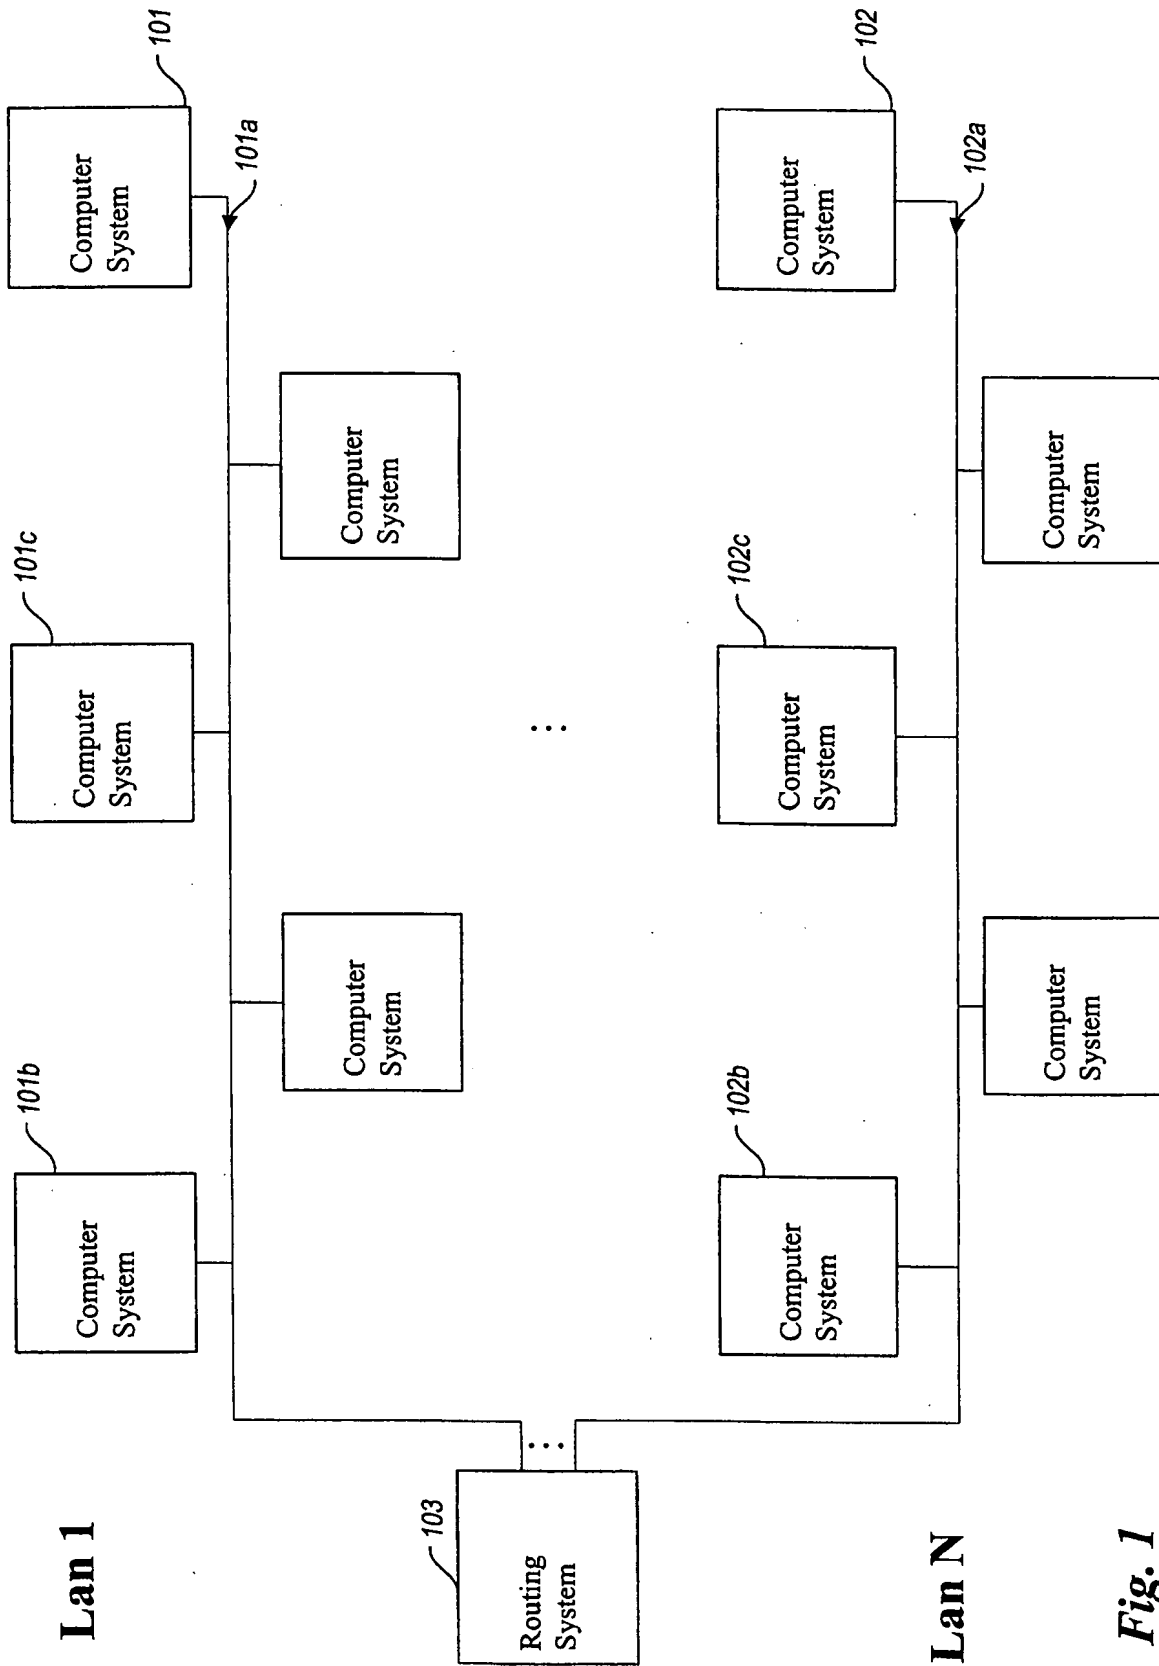 Lan 1
101b
Computer
System
101c
Computer
System
101
Computer
System
101a
Computer
System
Computer
System
...
103
Routing
System
...
102b
Computer
System
102c
Computer
System
102
Computer
System
102a
Lan N
Computer
System
Computer
System
Fig. 1